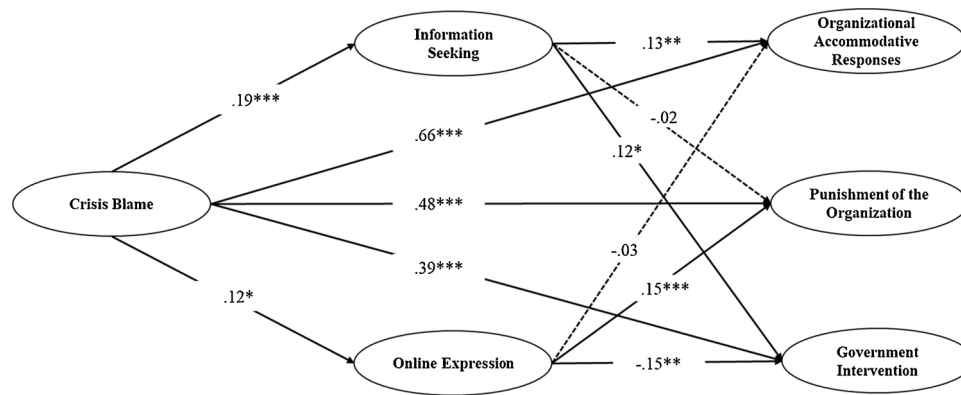 Information
Seeking
Organizational
Accommodative
Responses
.13**
.19***
-.02
.66***
.12*
Crisis Blame
.48***
Punishment of the
Organization
-.03
.39***
.15***
.12*
Online Expression
-.15**
Government
Intervention